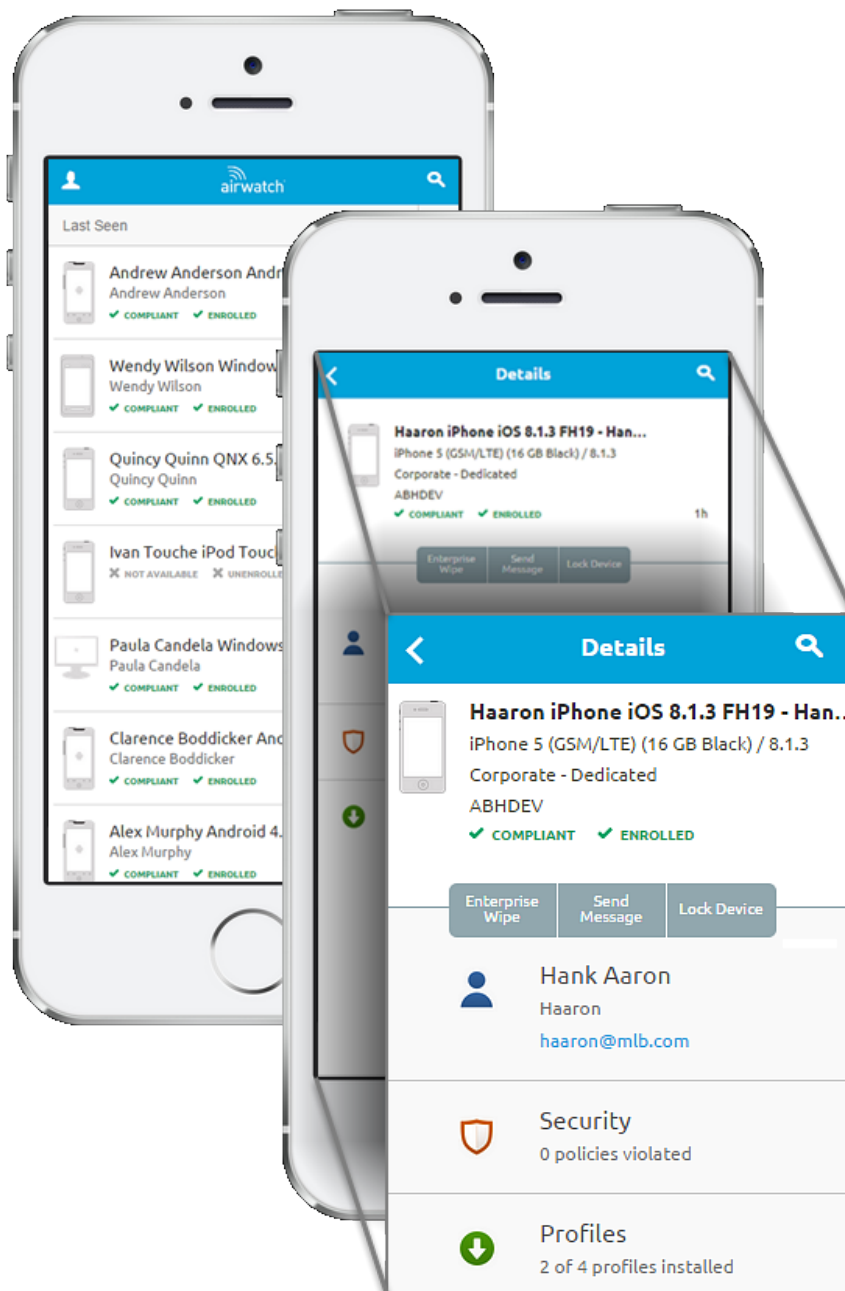 airwatch
Last Seen
Andrew Anderson Andr
Andrew Anderson
✔ COMPLIANT ✔ ENROLLED
Wendy Wilson Window
Wendy Wilson
✔ COMPLIANT ✔ ENROLLED
Quincy Quinn QNX 6.5.
Quincy Quinn
✔ COMPLIANT ✔ ENROLLED
Ivan Touche iPod Touc
✖ NOT AVAILABLE ✖ UNENROLLE
Paula Candela Windows
Paula Candela
✔ COMPLIANT ✔ ENROLLED
Clarence Boddicker And
Clarence Boddicker
✔ COMPLIANT ✔ ENROLLED
Alex Murphy Android 4.
Alex Murphy
✔ COMPLIANT ✔ ENROLLED
Details
Haaron iPhone iOS 8.1.3 FH19 - Han...
iPhone 5 (GSM/LTE) (16 GB Black) / 8.1.3
Corporate - Dedicated
ABHDEV
✔ COMPLIANT ✔ ENROLLED 1h
Enterprise Wipe
Send Message
Lock Device
Details
Haaron iPhone iOS 8.1.3 FH19 - Han..
iPhone 5 (GSM/LTE) (16 GB Black) / 8.1.3
Corporate - Dedicated
ABHDEV
✔ COMPLIANT ✔ ENROLLED
Enterprise Wipe
Send Message
Lock Device
Hank Aaron
Haaron
haaron@mlb.com
Security
0 policies violated
Profiles
2 of 4 profiles installed